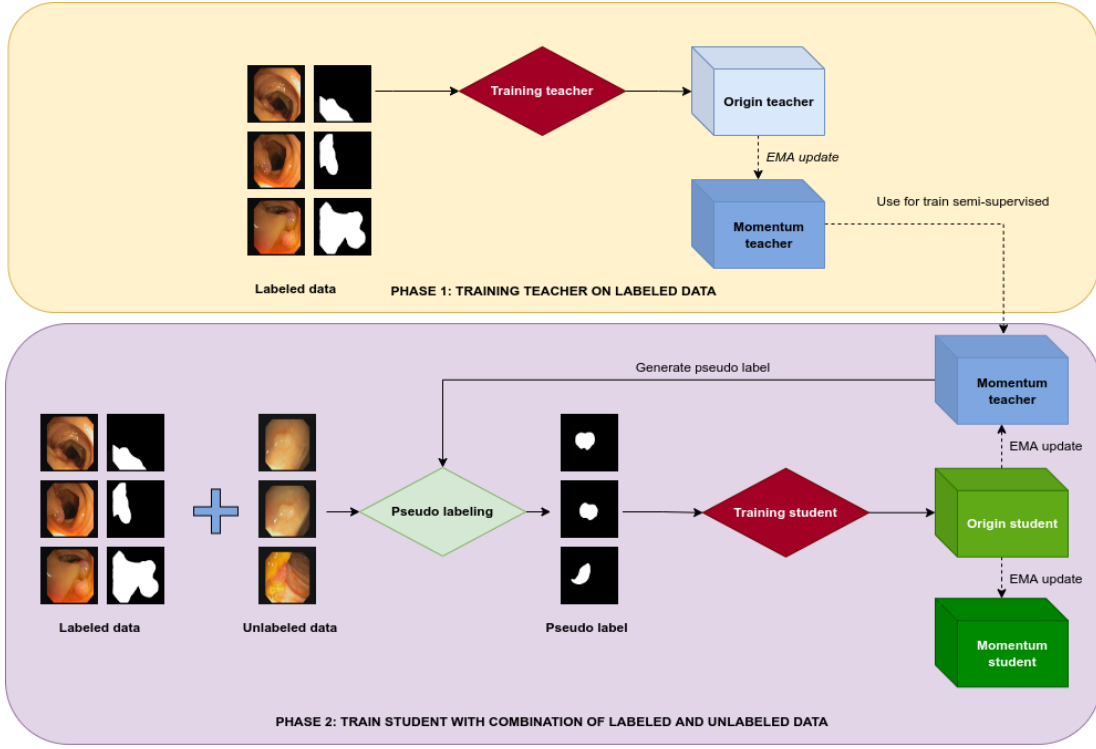 Training teacher
Origin teacher
EMA update
Momentum
teacher
Use for train semi-supervised
Labeled data
PHASE 1: TRAINING TEACHER ON LABELED DATA
Generate pseudo label
Momentum
teacher
EMA update
Pseudo labeling
Training student
Origin student
EMA update
Labeled data
Unlabeled data
Pseudo label
Momentum
student
PHASE 2: TRAIN STUDENT WITH COMBINATION OF LABELED AND UNLABELED DATA